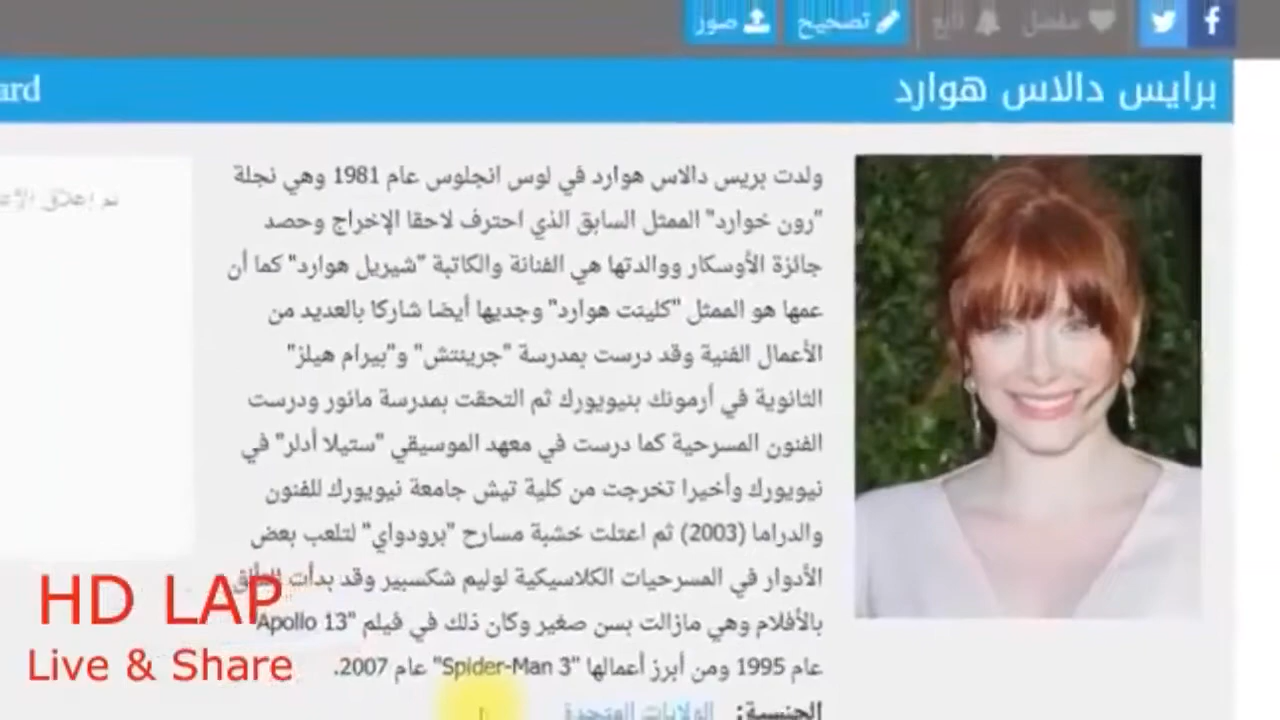 صور تصحيح تابع مفضل
ard برايس دالاس هوارد
ولدت بريس دالاس هوارد في لوس انجلوس عام 1981 وهي نجلة
"رون خوارد" الممثل السابق الذي احترف لاحقا الإخراج وحصد
جائزة الأوسكار ووالدتها هي الفنانة والكاتبة "شيريل هوارد" كما أن
عمها هو الممثل "كلينت هوارد" وجديها أيضا شاركا بالعديد من
الأعمال الفنية وقد درست بمدرسة "جرينتش" و"بيرام هيلز"
الثانوية في أرمونك بنيويورك ثم التحقت بمدرسة مانور ودرست
الفنون المسرحية كما درست في معهد الموسيقي "ستيلا أدلر" في
نيويورك وأخيرا تخرجت من كلية تيش جامعة نيويورك للفنون
والدراما (2003) ثم اعتلت خشبة مسارح "برودواي" لتلعب بعض
الأدوار في المسرحيات الكلاسيكية لوليم شكسبير وقد بدأت
بالأفلام وهي مازالت بسن صغير وكان ذلك في فيلم "Apollo 13"
عام 1995 ومن أبرز أعمالها "Spider-Man 3" عام 2007.
الجنسية: الولايات المتحدة
تم إغلاق
HD LAP
Live & Share